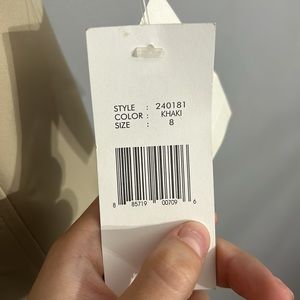 STYLE : 240181
COLOR : KHAKI
SIZE : 8
8 85719 00709 6